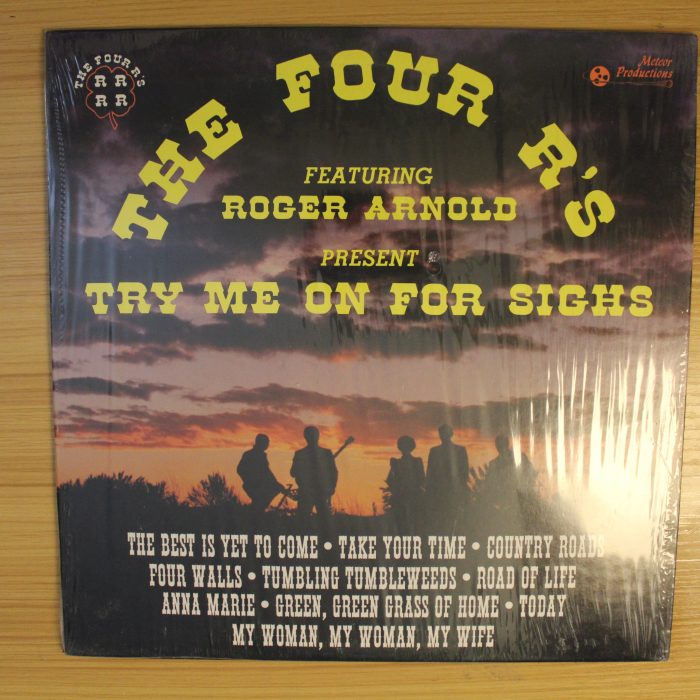 THE FOUR R'S
R R
R R
Meteor
Productions
THE FOUR R'S
FEATURING
ROGER ARNOLD
PRESENT
TRY ME ON FOR SIGHS
THE BEST IS YET TO COME • TAKE YOUR TIME • COUNTRY ROADS
FOUR WALLS • TUMBLING TUMBLEWEEDS • ROAD OF LIFE
ANNA MARIE • GREEN, GREEN GRASS OF HOME • TODAY
MY WOMAN, MY WOMAN, MY WIFE